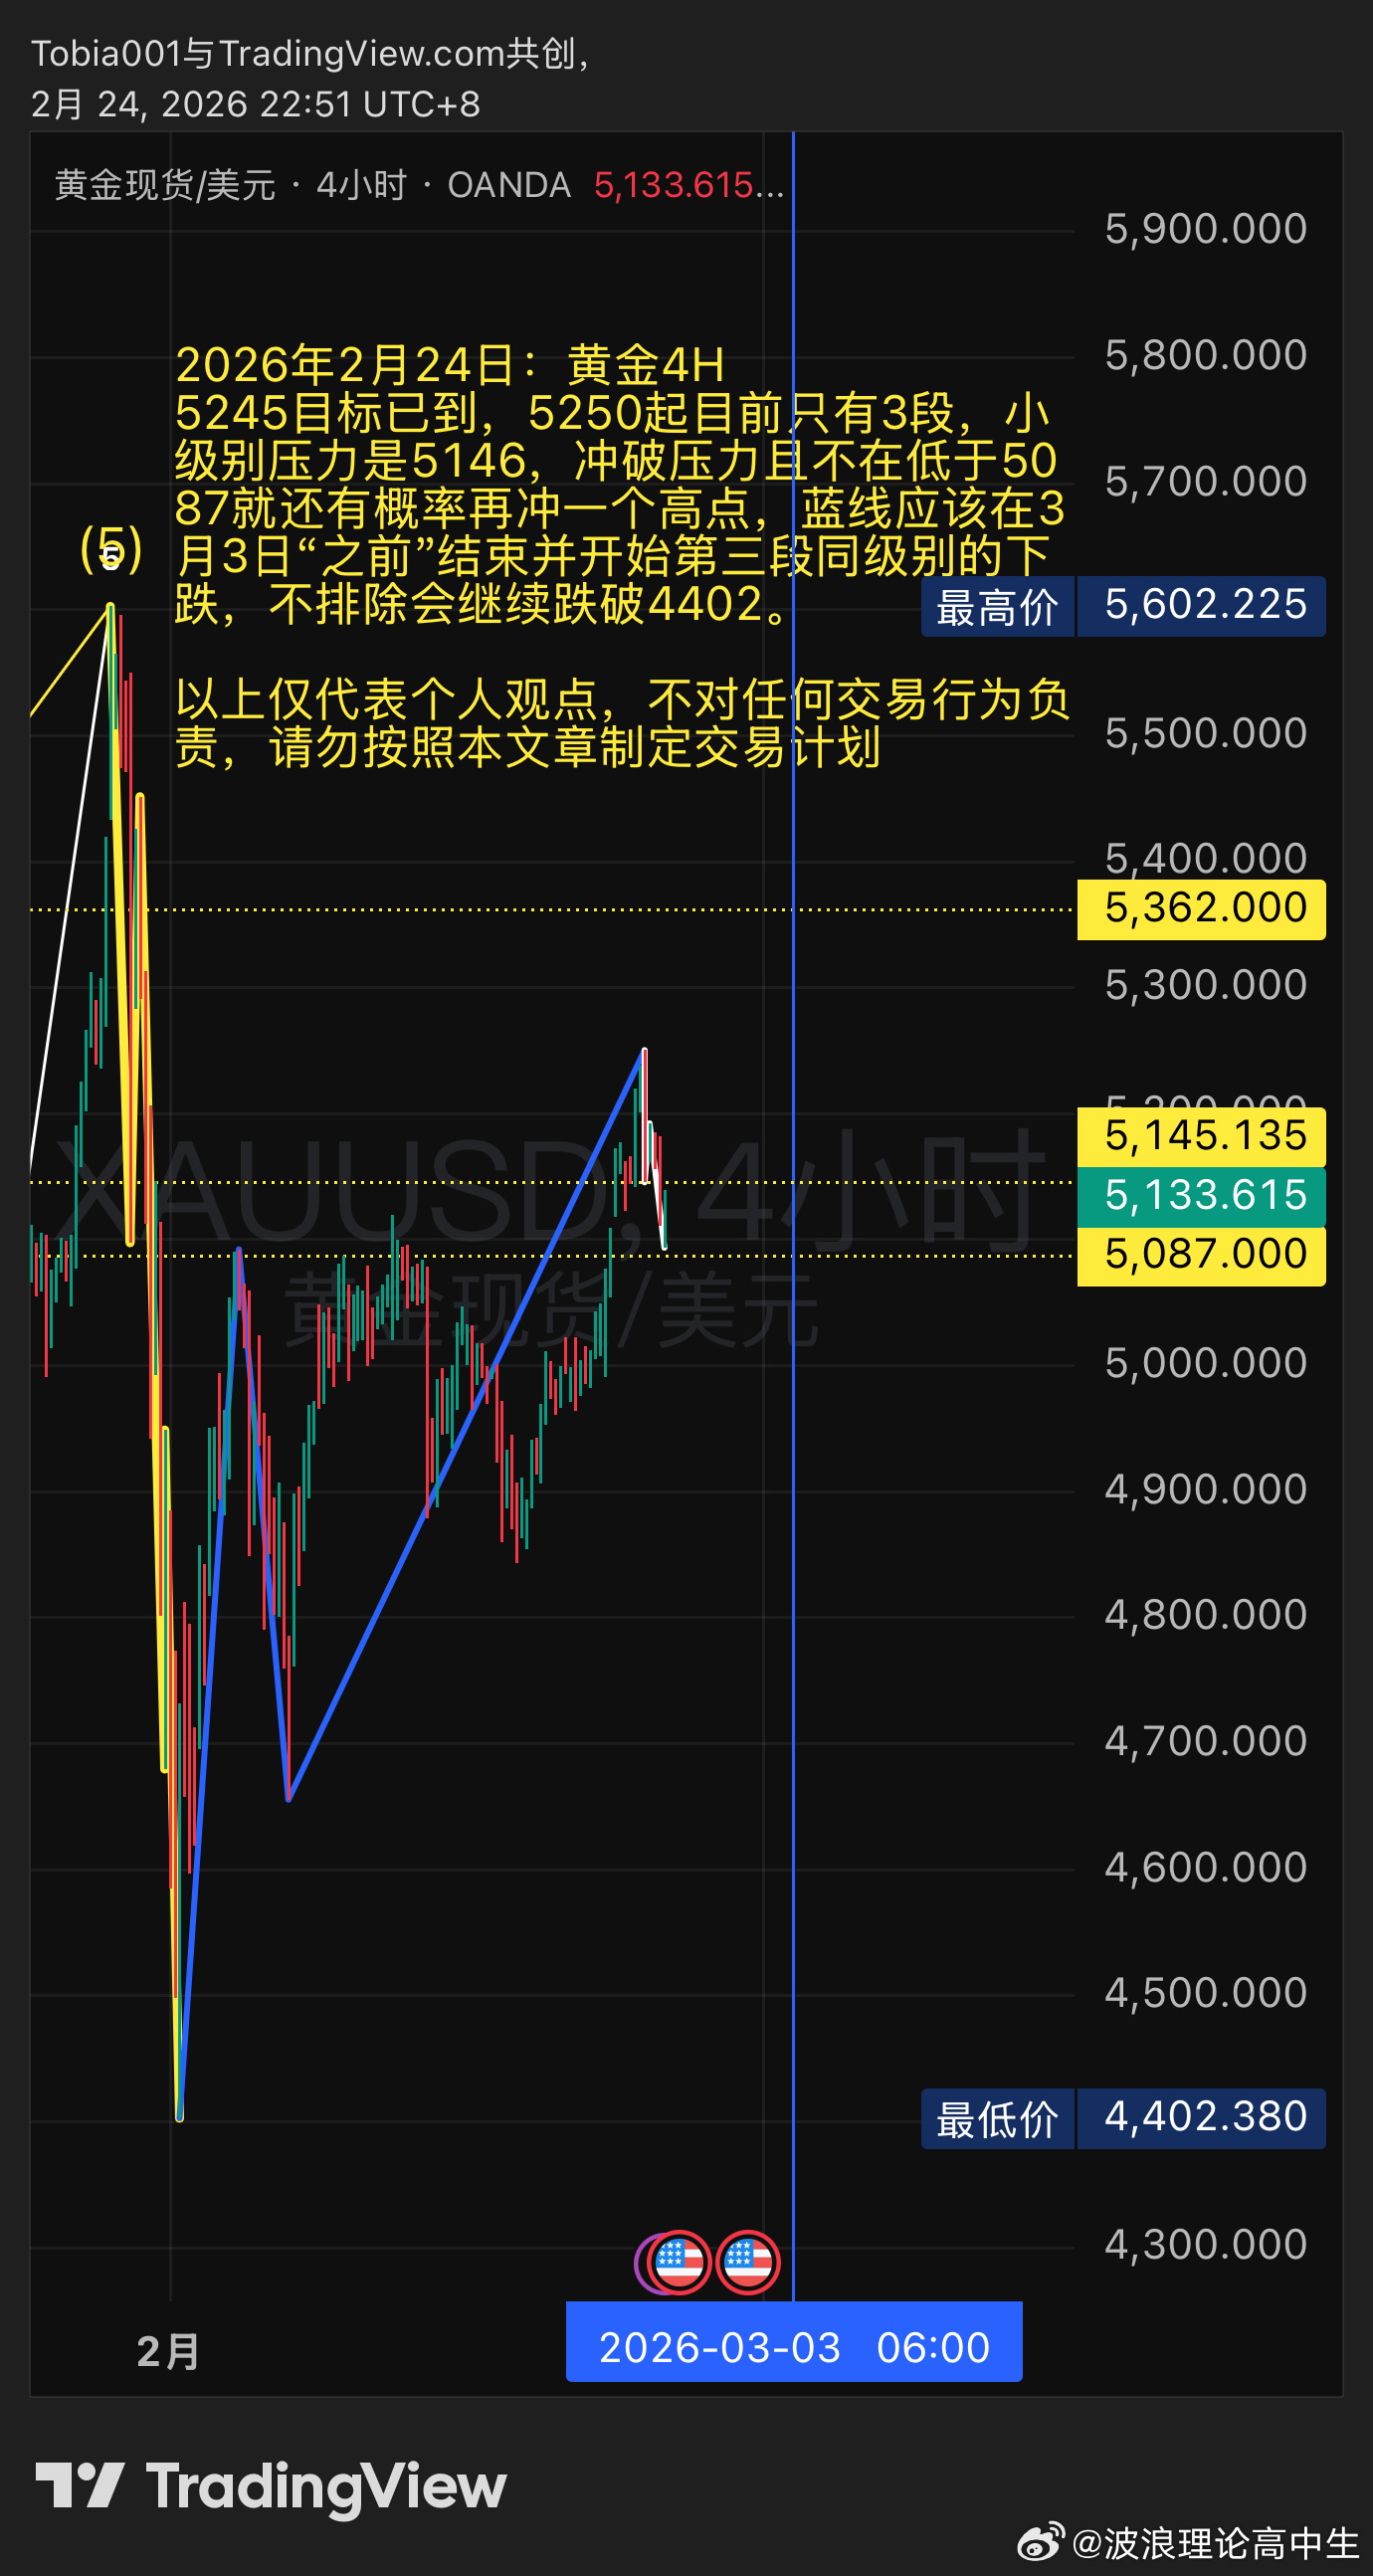 Tobia001与TradingView.com共创，
2月 24, 2026 22:51 UTC+8
黄金现货/美元 · 4小时 · OANDA 5,133.615...
5,900.000
5,800.000
2026年2月24日：黄金4H
5245目标已到，5250起目前只有3段，小
级别压力是5146，冲破压力且不在低于50
87就还有概率再冲一个高点，蓝线应该在3
月3日“之前”结束并开始第三段同级别的下
跌，不排除会继续跌破4402。
以上仅代表个人观点，不对任何交易行为负
责，请勿按照本文章制定交易计划
5,700.000
(5)
5
最高价 5,602.225
5,500.000
5,400.000
5,362.000
5,300.000
5,200.000
5,145.135
5,133.615
5,087.000
XAUUSD, 4小时
黄金现货/美元
5,000.000
4,900.000
4,800.000
4,700.000
4,600.000
4,500.000
最低价 4,402.380
4,300.000
2月
2026-03-03 06:00
TradingView
@波浪理论高中生